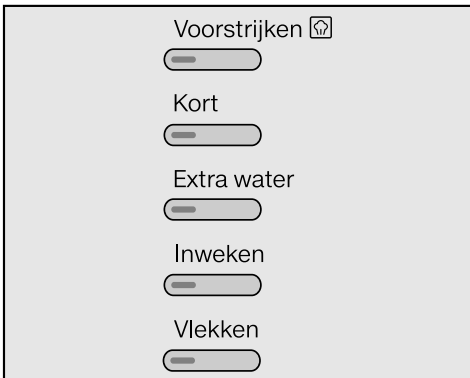 Voorstrijken
Kort
Extra water
Inweken
Vlekken